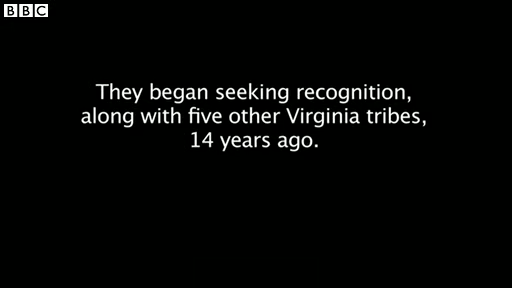 BBC
They began seeking recognition,
along with five other Virginia tribes,
14 years ago.